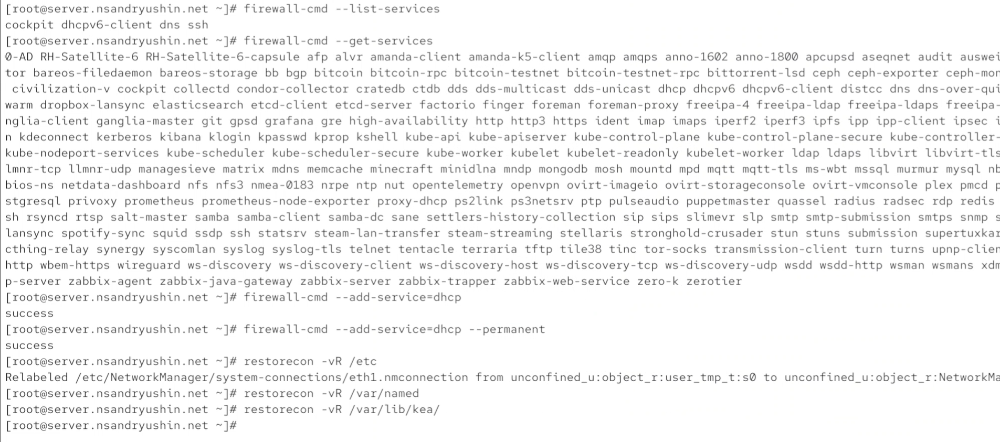 [root@server.nsandryushin.net ~]# firewall-cmd --list-services
cockpit dhcpv6-client dns ssh
[root@server.nsandryushin.net ~]# firewall-cmd --get-services
0-AD RH-Satellite-6 RH-Satellite-6-capsule afp alvr amanda-client amanda-k5-client amqp amqps anno-1602 anno-1800 apcupsd aseqnet audit auswei
tor bareos-filedaemon bareos-storage bb bgp bitcoin bitcoin-rpc bitcoin-testnet bitcoin-testnet-rpc bittorrent-lsd ceph ceph-exporter ceph-mon
civilization-v cockpit collectd condor-collector cratedb ctdb dds dds-multicast dds-unicast dhcp dhcpv6 dhcpv6-client distcc dns dns-over-qui
warm dropbox-lansync elasticsearch etcd-client etcd-server factorio finger foreman foreman-proxy freeipa-4 freeipa-ldap freeipa-ldaps freeipa-
nglia-client ganglia-master git gpsd grafana gre high-availability http http3 https ident imap imaps iperf2 iperf3 ipfs ipp ipp-client ipsec i
n kdeconnect kerberos kibana klogin kpasswd kprop kshell kube-api kube-apiserver kube-control-plane kube-control-plane-secure kube-controller-
kube-nodeport-services kube-scheduler kube-scheduler-secure kube-worker kubelet kubelet-readonly kubelet-worker ldap ldaps libvirt libvirt-tls
lmnr-tcp llmnr-udp managesieve matrix mdns memcache minecraft minidlna mndp mongodb mosh mountd mpd mqtt mqtt-tls ms-wbt mssql murmur mysql nb
bios-ns netdata-dashboard nfs nfs3 nmea-0183 nrpe ntp nut opentelemetry openvpn ovirt-imageio ovirt-storageconsole ovirt-vmconsole plex pmcd p
stgresql privoxy prometheus prometheus-node-exporter proxy-dhcp ps2link ps3netsrv ptp pulseaudio puppetmaster quassel radius radsec rdp redis
sh rsyncd rtsp salt-master samba samba-client samba-dc sane settlers-history-collection sip sips slimevr slp smtp smtp-submission smtps snmp s
lansync spotify-sync squid ssdp ssh statsrv steam-lan-transfer steam-streaming stellaris stronghold-crusader stun stuns submission supertuxkar
cthing-relay synergy syscomlan syslog syslog-tls telnet tentacle terraria tftp tile38 tinc tor-socks transmission-client turn turns upnp-clien
http wbem-https wireguard ws-discovery ws-discovery-client ws-discovery-host ws-discovery-tcp ws-discovery-udp wsdd wsdd-http wsman wsmans xdm
p-server zabbix-agent zabbix-java-gateway zabbix-server zabbix-trapper zabbix-web-service zero-k zerotier
[root@server.nsandryushin.net ~]# firewall-cmd --add-service=dhcp
success
[root@server.nsandryushin.net ~]# firewall-cmd --add-service=dhcp --permanent
success
[root@server.nsandryushin.net ~]# restorecon -vR /etc
Relabeled /etc/NetworkManager/system-connections/eth1.nmconnection from unconfined_u:object_r:user_tmp_t:s0 to unconfined_u:object_r:NetworkMa
[root@server.nsandryushin.net ~]# restorecon -vR /var/named
[root@server.nsandryushin.net ~]# restorecon -vR /var/lib/kea/
[root@server.nsandryushin.net ~]#